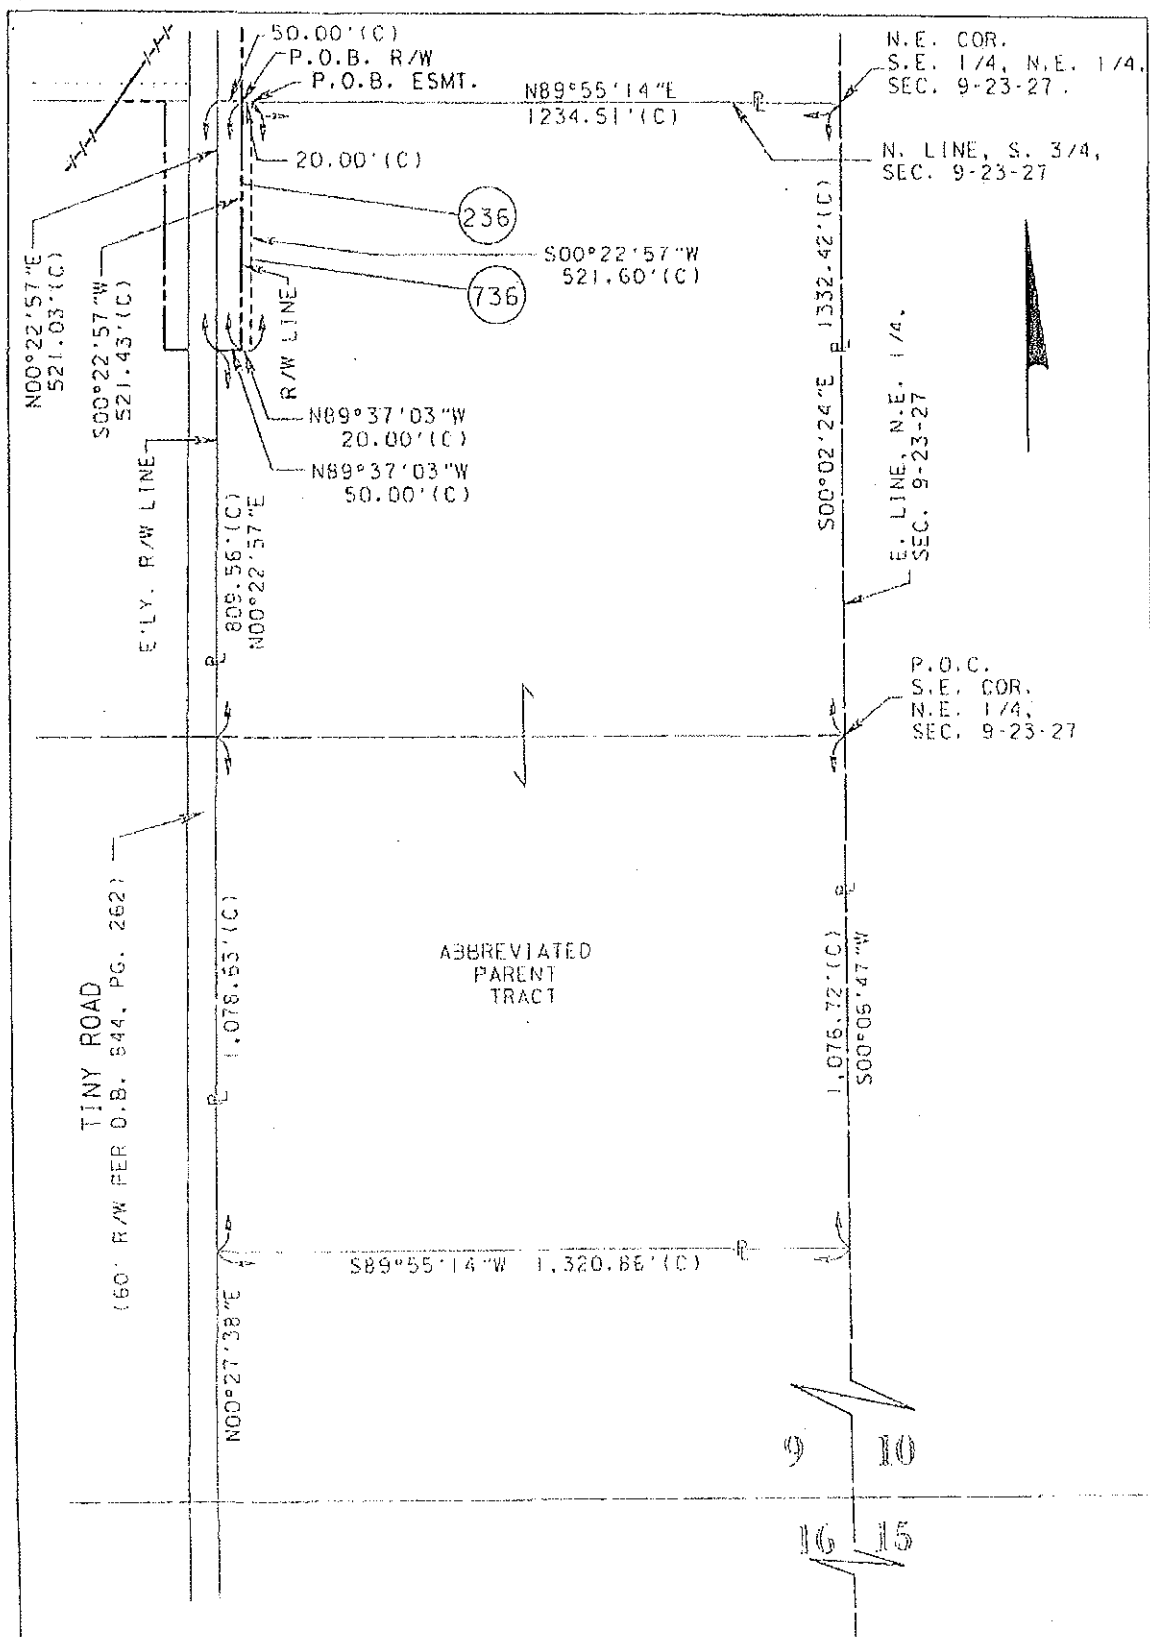 50.00'(C)
P.O.B. R/W
P.O.B. ESMT.
N89°55'14"E
1234.51'(C)
N.E. COR.
S.E. 1/4, N.E. 1/4,
SEC. 9-23-27.
20.00'(C)
N. LINE, S. 3/4,
SEC. 9-23-27
236
S00°22'57"W
521.60'(C)
736
N00°22'57"E
521.03'(C)
S00°22'57"W
521.43'(C)
R/W LINE
S00°02'24"E 1332.42'(C)
E. LINE, N.E. 1/4,
SEC. 9-23-27
N89°37'03"W
20.00'(C)
N89°37'03"W
50.00'(C)
E'LY. R/W LINE
809.56'(C)
N00°22'57"E
P.O.C.
S.E. COR.
N.E. 1/4,
SEC. 9-23-27
TINY ROAD
(60' R/W PER O.B. 844, PG. 262)
1,076.63'(C)
ABBREVIATED
PARENT
TRACT
1,076.72'(C)
S00°05'47"W
S89°55'14"W 1,320.86'(C)
N00°27'38"E
9 10
16 15